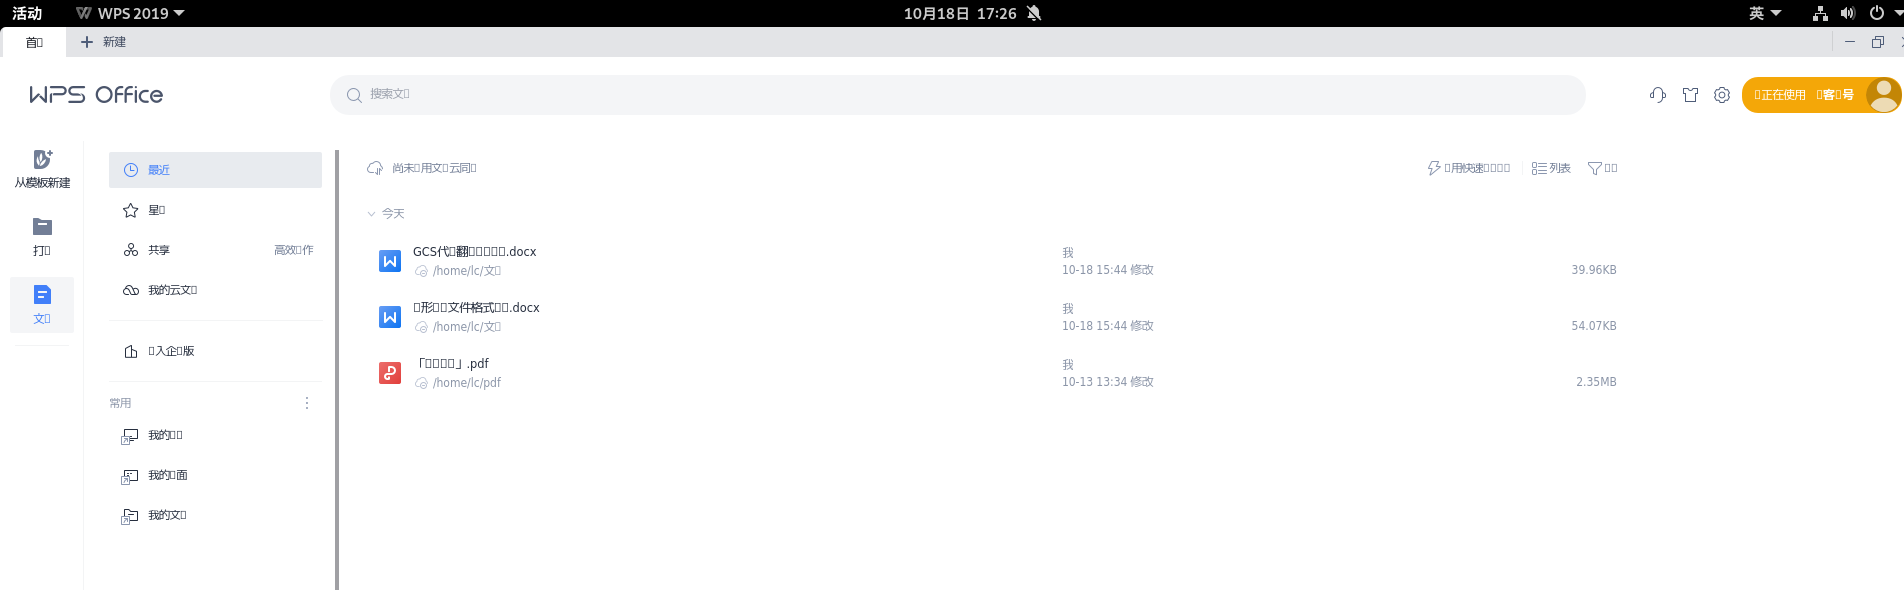 活动 WPS 2019 10月18日 17:26 英
首▯ + 新建
WPS Office 搜索文▯ ▯正在使用 ▯客▯号
从模板新建
打▯
文▯
最近
星▯
共享 高效▯作
我的云文▯
▯入企▯版
常用
我的▯▯
我的▯面
我的文▯
尚未▯用文▯云同▯ ▯用快速▯▯▯▯ 列表 ▯▯
今天
GCS代▯翻▯▯▯▯▯.docx 我
/home/lc/文▯ 10-18 15:44 修改 39.96KB
▯形▯▯文件格式▯▯.docx 我
/home/lc/文▯ 10-18 15:44 修改 54.07KB
「▯▯▯▯」.pdf 我
/home/lc/pdf 10-13 13:34 修改 2.35MB